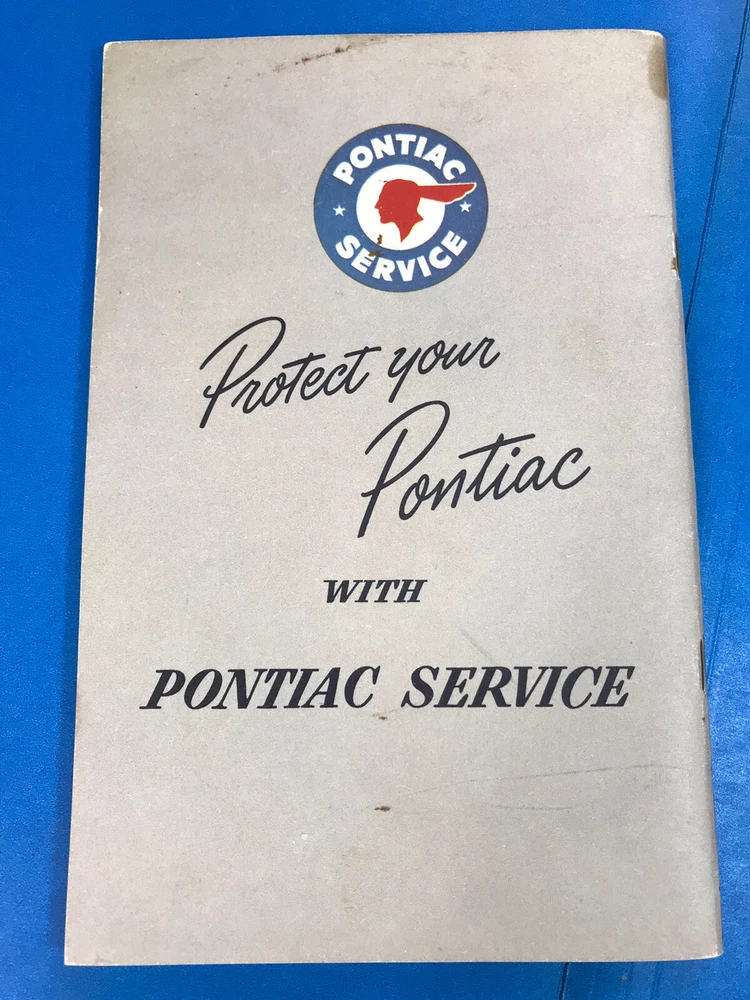 PONTIAC
SERVICE
Protect your
Pontiac
WITH
PONTIAC SERVICE